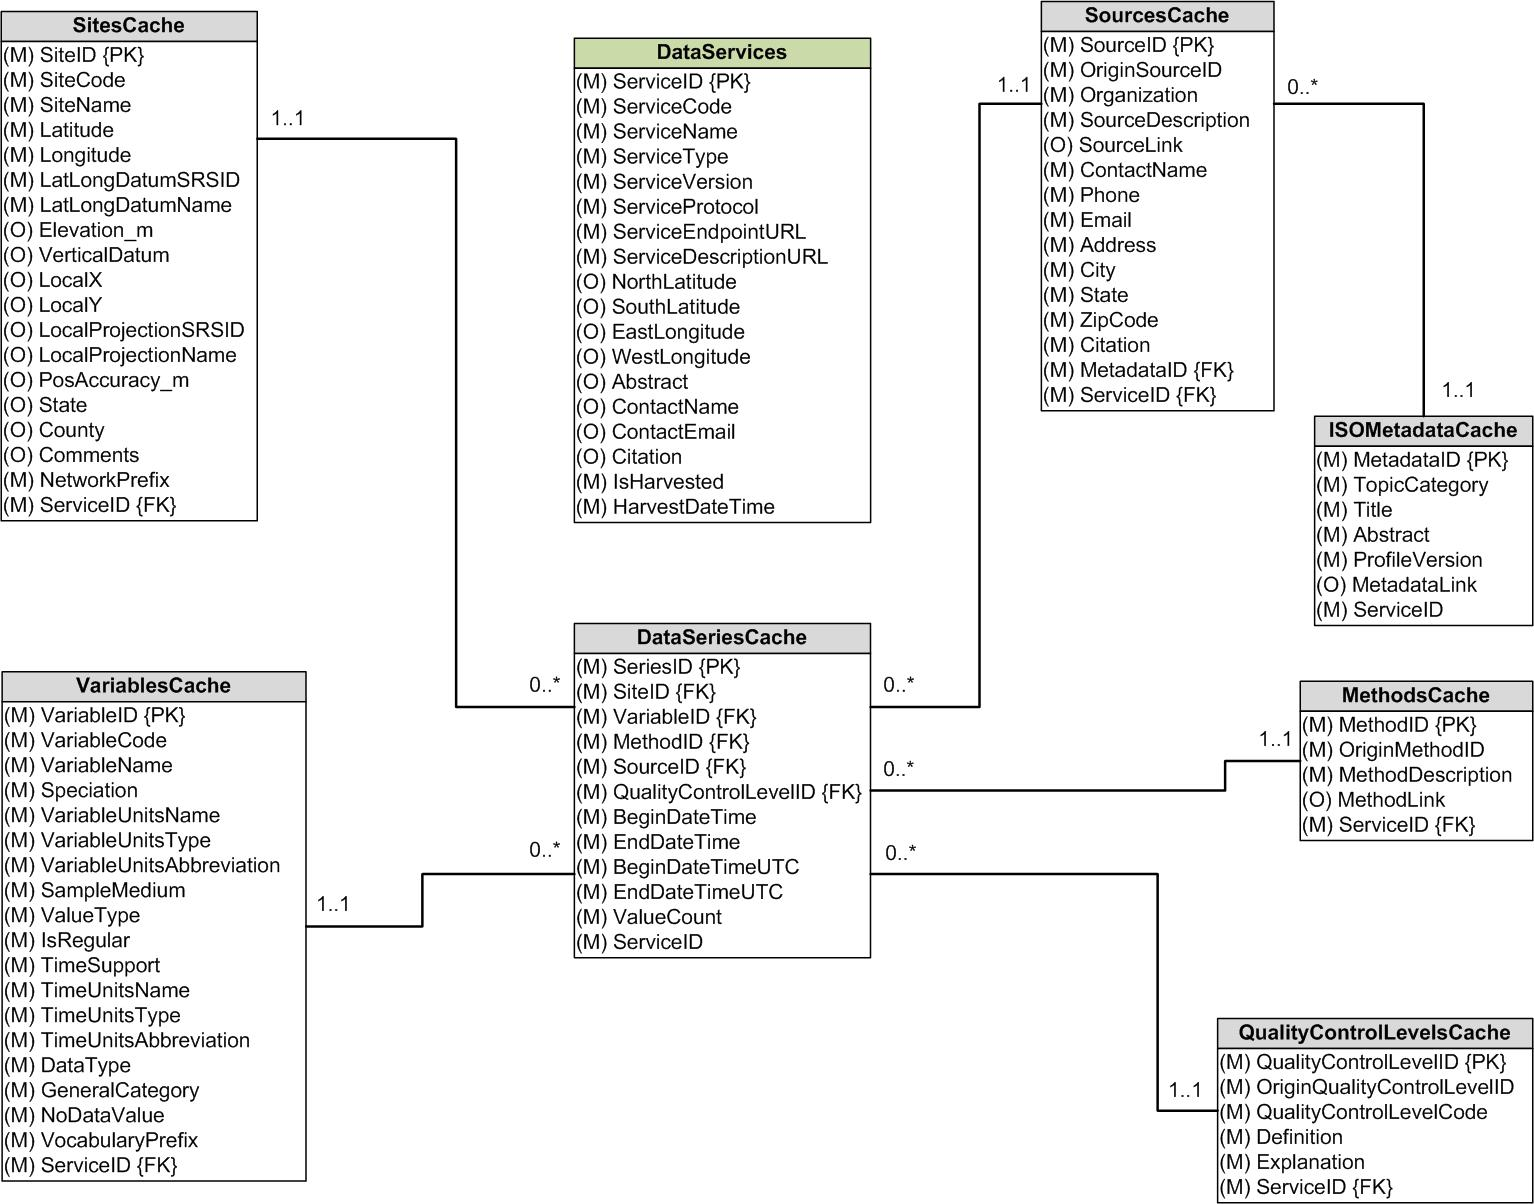 SitesCache
(M) SiteID {PK}
(M) SiteCode
(M) SiteName
(M) Latitude
(M) Longitude
(M) LatLongDatumSRSID
(M) LatLongDatumName
(O) Elevation_m
(O) VerticalDatum
(O) LocalX
(O) LocalY
(O) LocalProjectionSRSID
(O) LocalProjectionName
(O) PosAccuracy_m
(O) State
(O) County
(O) Comments
(M) NetworkPrefix
(M) ServiceID {FK}
1..1
DataServices
(M) ServiceID {PK}
(M) ServiceCode
(M) ServiceName
(M) ServiceType
(M) ServiceVersion
(M) ServiceProtocol
(M) ServiceEndpointURL
(M) ServiceDescriptionURL
(O) NorthLatitude
(O) SouthLatitude
(O) EastLongitude
(O) WestLongitude
(O) Abstract
(O) ContactName
(O) ContactEmail
(O) Citation
(M) IsHarvested
(M) HarvestDateTime
1..1
SourcesCache
(M) SourceID {PK}
(M) OriginSourceID
(M) Organization
(M) SourceDescription
(O) SourceLink
(M) ContactName
(M) Phone
(M) Email
(M) Address
(M) City
(M) State
(M) ZipCode
(M) Citation
(M) MetadataID {FK}
(M) ServiceID {FK}
0..*
1..1
ISOMetadataCache
(M) MetadataID {PK}
(M) TopicCategory
(M) Title
(M) Abstract
(M) ProfileVersion
(O) MetadataLink
(M) ServiceID
VariablesCache
(M) VariableID {PK}
(M) VariableCode
(M) VariableName
(M) Speciation
(M) VariableUnitsName
(M) VariableUnitsType
(M) VariableUnitsAbbreviation
(M) SampleMedium
(M) ValueType
(M) IsRegular
(M) TimeSupport
(M) TimeUnitsName
(M) TimeUnitsType
(M) TimeUnitsAbbreviation
(M) DataType
(M) GeneralCategory
(M) NoDataValue
(M) VocabularyPrefix
(M) ServiceID {FK}
1..1
0..*
0..*
DataSeriesCache
(M) SeriesID {PK}
(M) SiteID {FK}
(M) VariableID {FK}
(M) MethodID {FK}
(M) SourceID {FK}
(M) QualityControlLevelID {FK}
(M) BeginDateTime
(M) EndDateTime
(M) BeginDateTimeUTC
(M) EndDateTimeUTC
(M) ValueCount
(M) ServiceID
0..*
0..*
0..*
1..1
MethodsCache
(M) MethodID {PK}
(M) OriginMethodID
(M) MethodDescription
(O) MethodLink
(M) ServiceID {FK}
1..1
QualityControlLevelsCache
(M) QualityControlLevelID {PK}
(M) OriginQualityControlLevelID
(M) QualityControlLevelCode
(M) Definition
(M) Explanation
(M) ServiceID {FK}